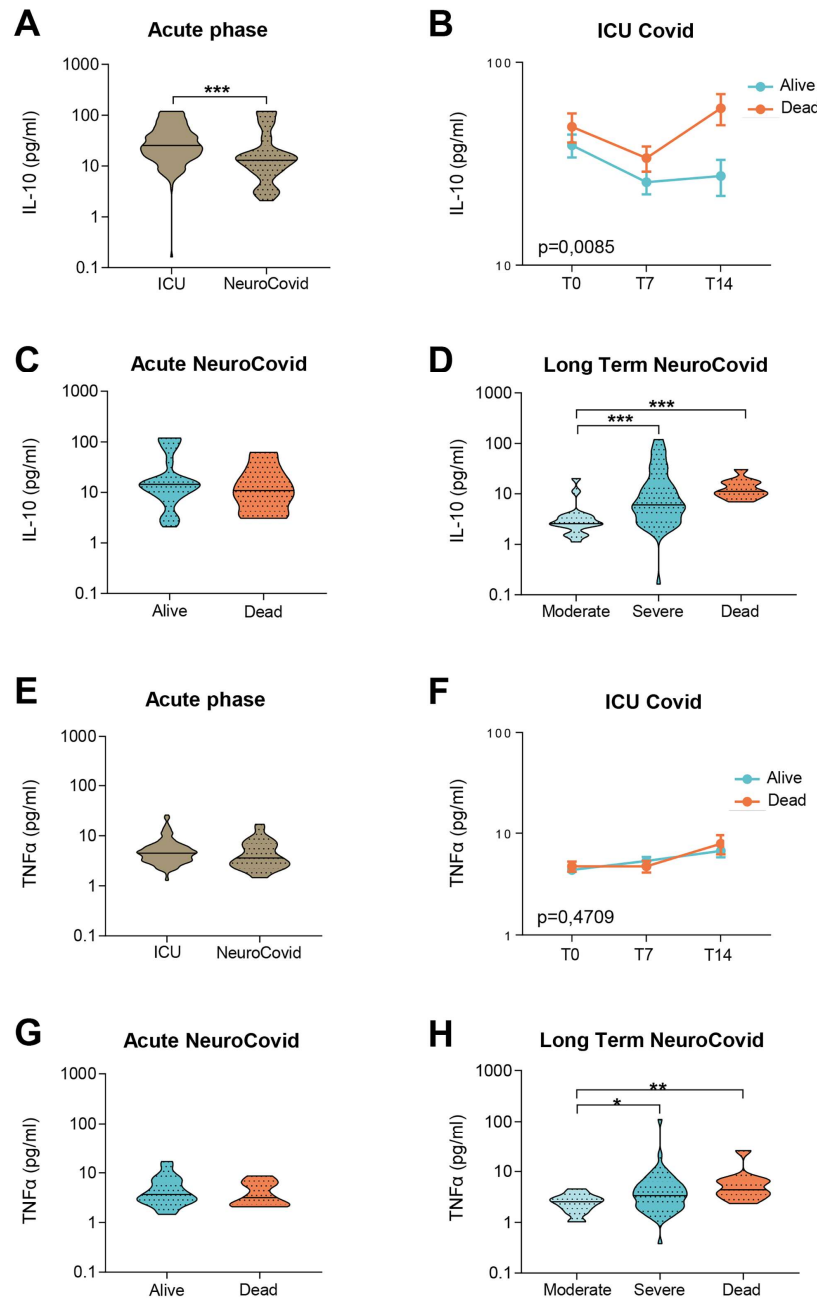 A
Acute phase
1000
100
10
1
0.1
IL-10 (pg/ml)
***
ICU
NeuroCovid
B
ICU Covid
100
10
IL-10 (pg/ml)
Alive
Dead
p=0,0085
T0
T7
T14
C
Acute NeuroCovid
1000
100
10
1
0.1
IL-10 (pg/ml)
Alive
Dead
D
Long Term NeuroCovid
1000
100
10
1
0.1
IL-10 (pg/ml)
***
***
Moderate
Severe
Dead
E
Acute phase
1000
100
10
1
0.1
TNFα (pg/ml)
ICU
NeuroCovid
F
ICU Covid
100
10
1
TNFα (pg/ml)
Alive
Dead
p=0,4709
T0
T7
T14
G
Acute NeuroCovid
1000
100
10
1
0.1
TNFα (pg/ml)
Alive
Dead
H
Long Term NeuroCovid
1000
100
10
1
0.1
TNFα (pg/ml)
**
*
Moderate
Severe
Dead